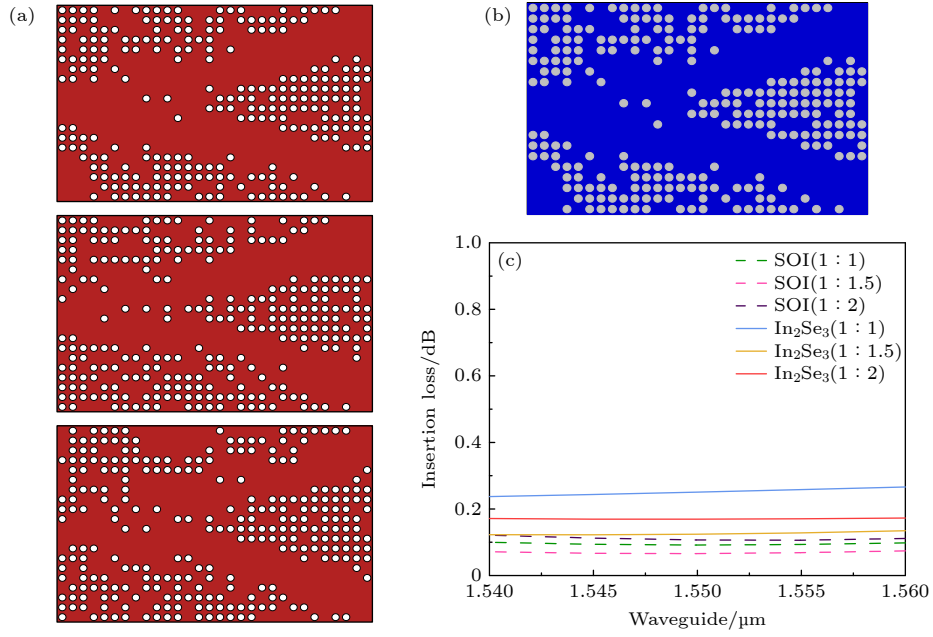 (a)
(b)
(c)
SOI(1∶1)
SOI(1∶1.5)
SOI(1∶2)
In₂Se₃(1∶1)
In₂Se₃(1∶1.5)
In₂Se₃(1∶2)
Insertion loss/dB
1.0
0.8
0.6
0.4
0.2
0
1.540 1.545 1.550 1.555 1.560
Waveguide/μm